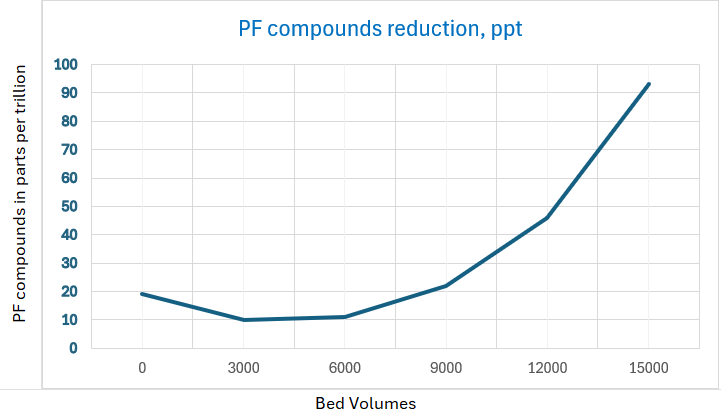 PF compounds reduction, ppt
PF compounds in parts per trillion
100
90
80
70
60
50
40
30
20
10
0
0 3000 6000 9000 12000 15000
Bed Volumes